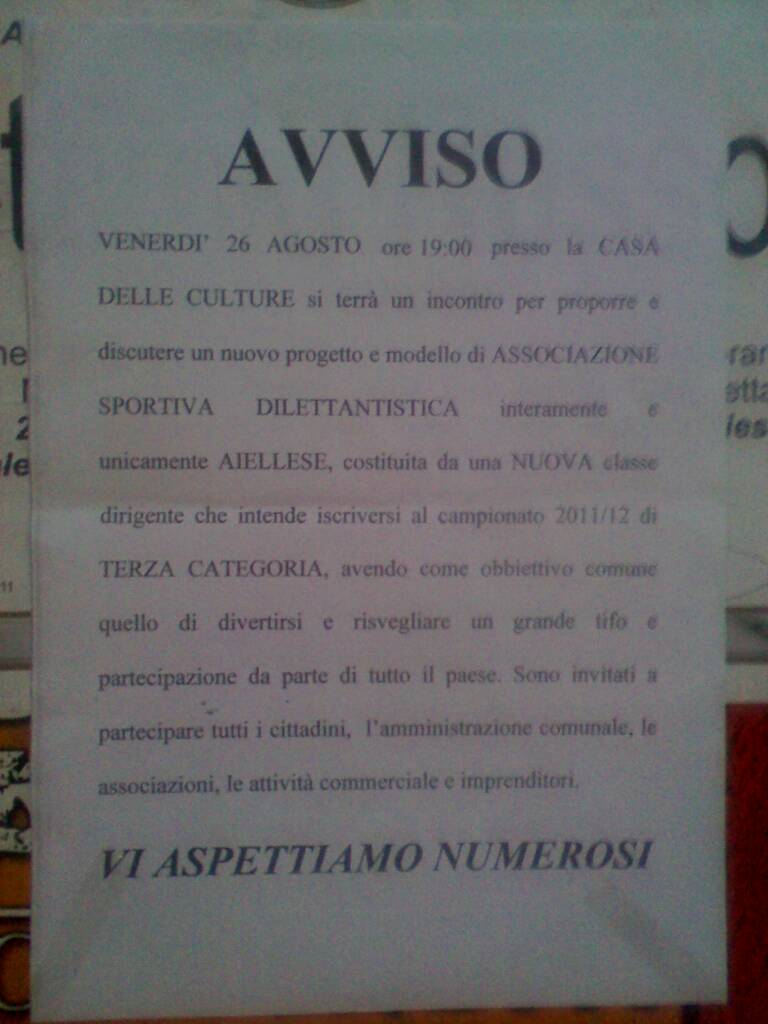 AVVISO
VENERDI' 26 AGOSTO ore 19:00 presso la CASA
DELLE CULTURE si terrà un incontro per proporre e
discutere un nuovo progetto e modello di ASSOCIAZIONE
SPORTIVA DILETTANTISTICA interamente e
unicamente AIELLESE, costituita da una NUOVA classe
dirigente che intende iscriversi al campionato 2011/12 di
TERZA CATEGORIA, avendo come obbiettivo comune
quello di divertirsi e risvegliare un grande tifo e
partecipazione da parte di tutto il paese. Sono invitati a
partecipare tutti i cittadini, l'amministrazione comunale, le
associazioni, le attività commerciale e imprenditori.
VI ASPETTIAMO NUMEROSI